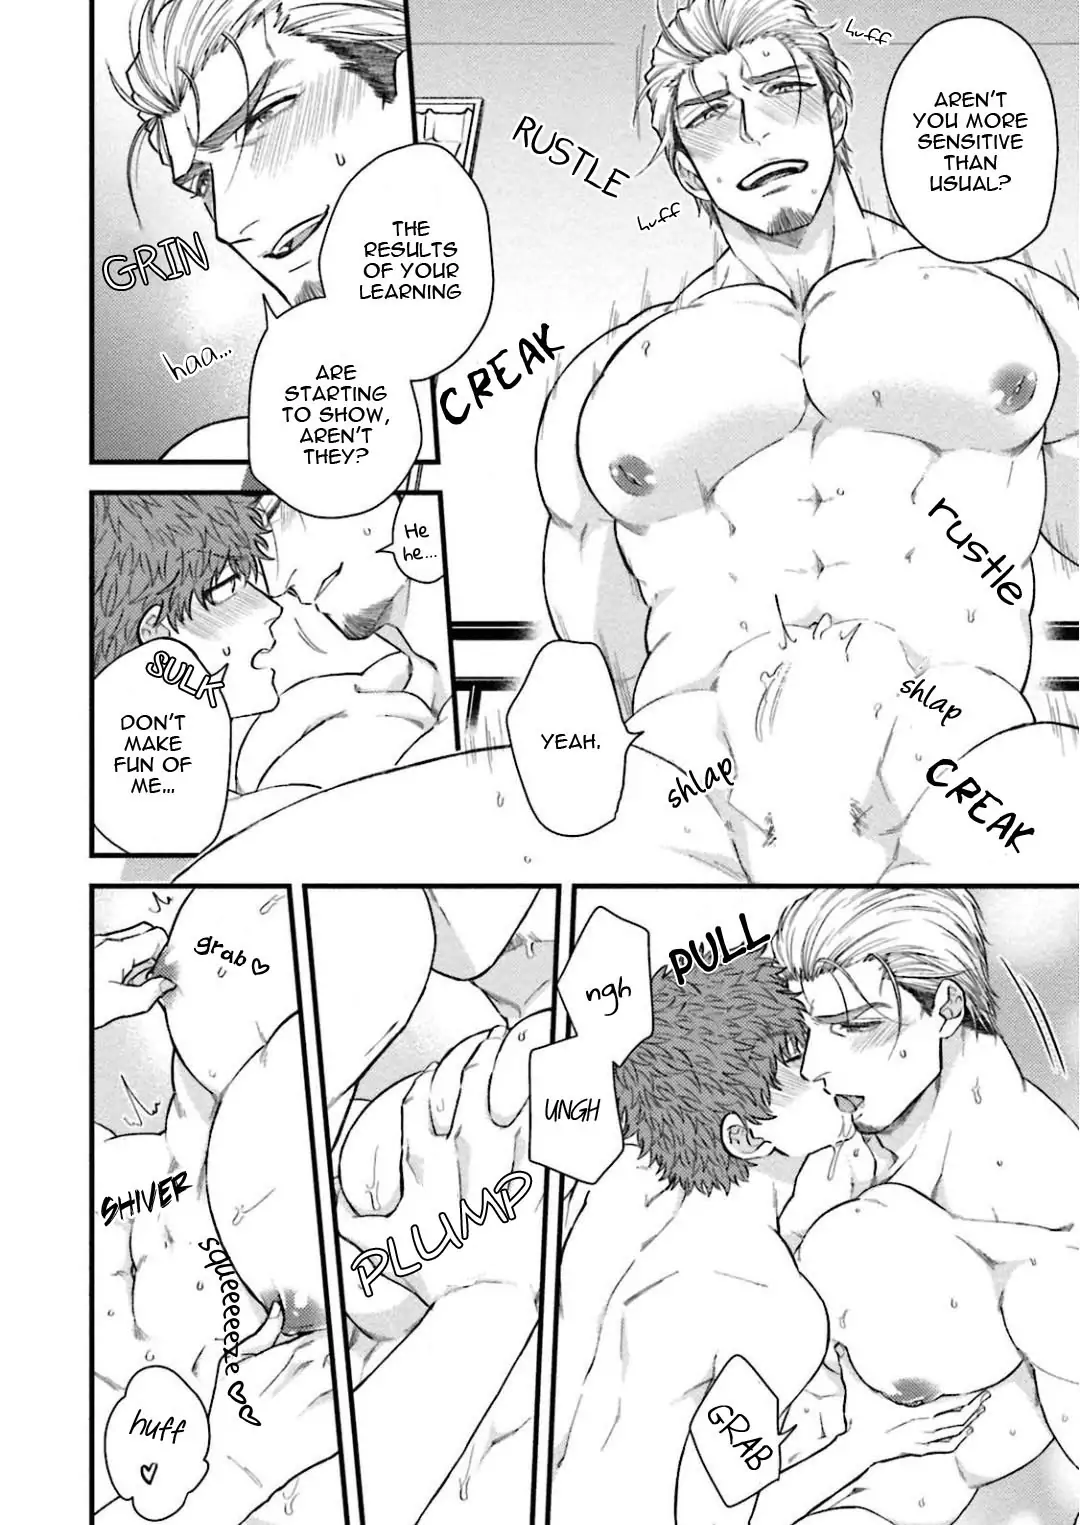 AREN'T
YOU MORE
SENSITIVE
THAN
USUAL?
huff
huff
RUSTLE
CREAK
rustle
shlap
shlap
CREAK
YEAH.
THE
RESULTS
OF YOUR
LEARNING
ARE
STARTING
TO SHOW,
AREN'T
THEY?
GRIN
haa...
He
he...
SULK
DON'T
MAKE
FUN OF
ME...
PULL
ngh
UNGH
GRAB
PLUMP
grab♡
SHIVER
squeeeeeze♡♡
huff
♡